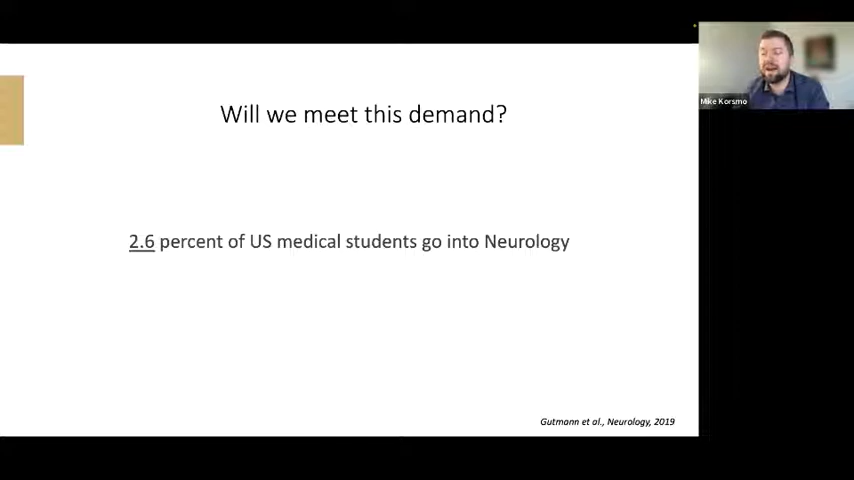 Will we meet this demand?
2.6 percent of US medical students go into Neurology
Gutmann et al., Neurology, 2019
Mike Korsmo